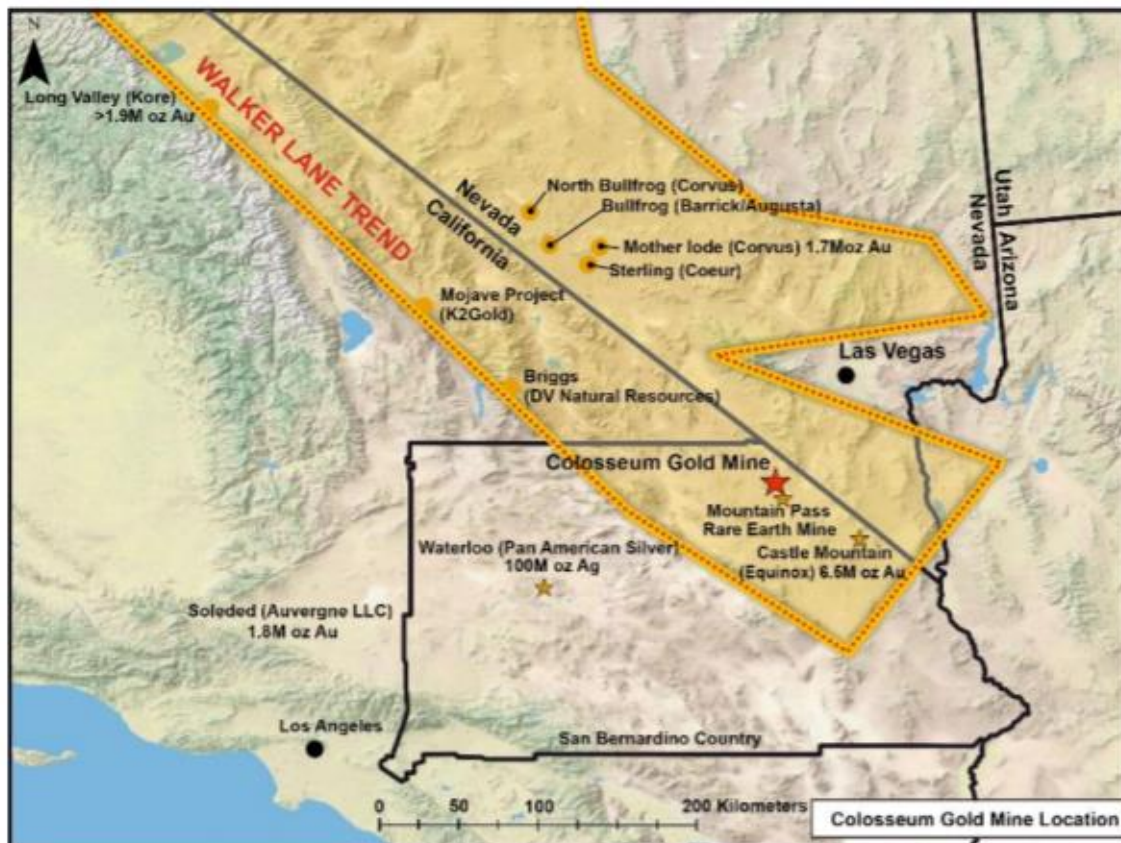 N
Long Valley (Kore)
>1.9M oz Au
WALKER LANE TREND
Nevada
California
North Bullfrog (Corvus)
Bullfrog (Barrick/Augusta)
Mother lode (Corvus) 1.7Moz Au
Sterling (Coeur)
Utah
Nevada
Arizona
Mojave Project
(K2Gold)
Las Vegas
Briggs
(DV Natural Resources)
Colosseum Gold Mine
Mountain Pass
Rare Earth Mine
Castle Mountain
(Equinox) 6.5M oz Au
Waterloo (Pan American Silver)
100M oz Ag
Soleded (Auvergne LLC)
1.8M oz Au
Los Angeles
San Bernardino Country
0 50 100 200 Kilometers
Colosseum Gold Mine Location